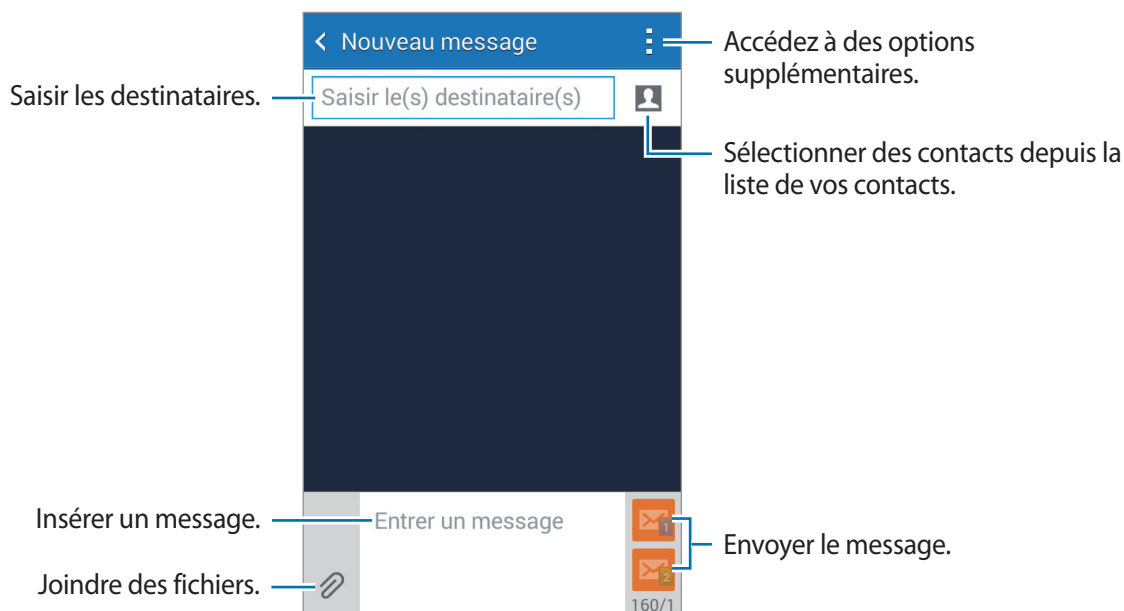 Nouveau message
Accédez à des options
supplémentaires.
Saisir les destinataires.
Saisir le(s) destinataire(s)
Sélectionner des contacts depuis la
liste de vos contacts.
Insérer un message.
Entrer un message
1
Envoyer le message.
Joindre des fichiers.
2
160/1